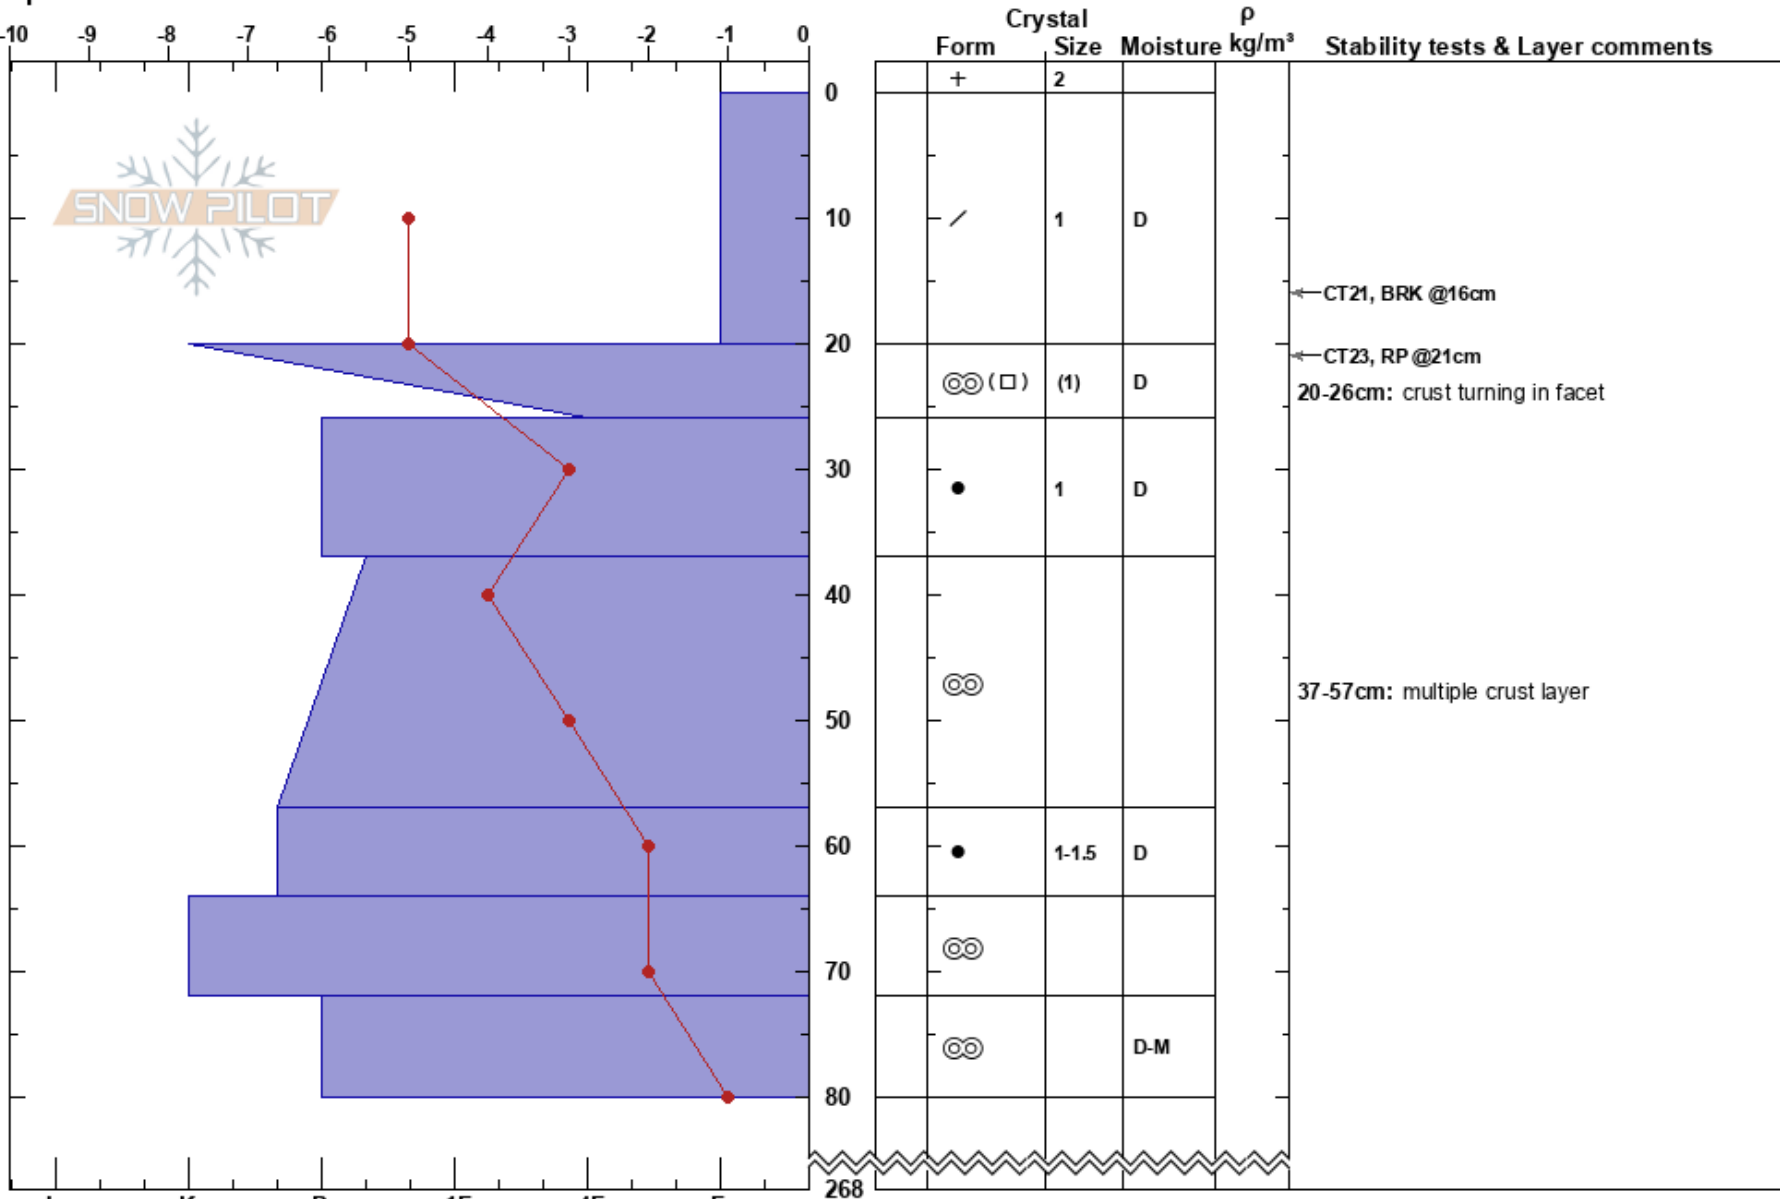 Crystal ρ
-10 -9 -8 -7 -6 -5 -4 -3 -2 -1 0 Form Size Moisture kg/m³ Stability tests & Layer comments
+ 2
0
SNOW PILOT
10 1 D
CT21, BRK @16cm
20
CT23, RP @21cm
(□) (1) D
20-26cm: crust turning in facet
30
● 1 D
40
37-57cm: multiple crust layer
50
60 ● 1-1.5 D
70
D-M
80
268